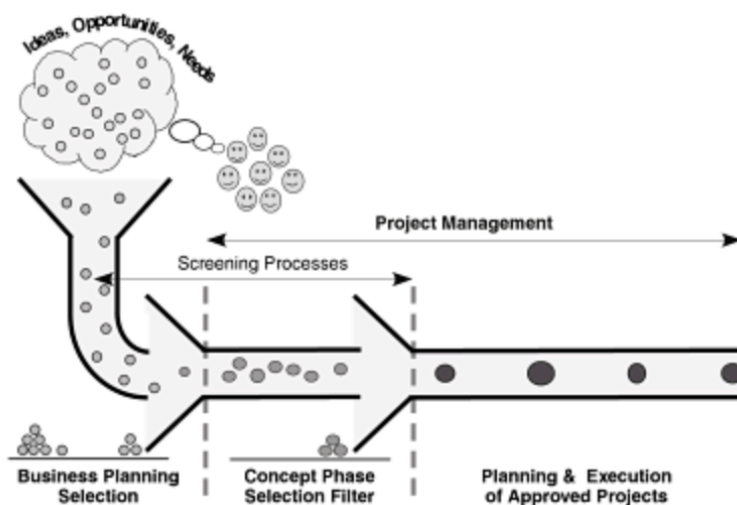 Ideas, Opportunities, Needs
Project Management
Screening Processes
Business Planning
Selection
Concept Phase
Selection Filter
Planning & Execution
of Approved Projects